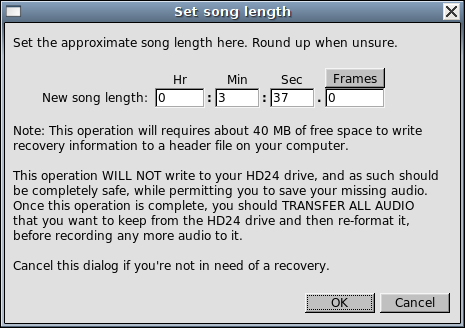 Set song length
Set the approximate song length here. Round up when unsure.
Hr Min Sec Frames
New song length: 0 : 3 : 37 . 0
Note: This operation will requires about 40 MB of free space to write
recovery information to a header file on your computer.
This operation WILL NOT write to your HD24 drive, and as such should
be completely safe, while permitting you to save your missing audio.
Once this operation is complete, you should TRANSFER ALL AUDIO
that you want to keep from the HD24 drive and then re-format it,
before recording any more audio to it.
Cancel this dialog if you're not in need of a recovery.
OK Cancel